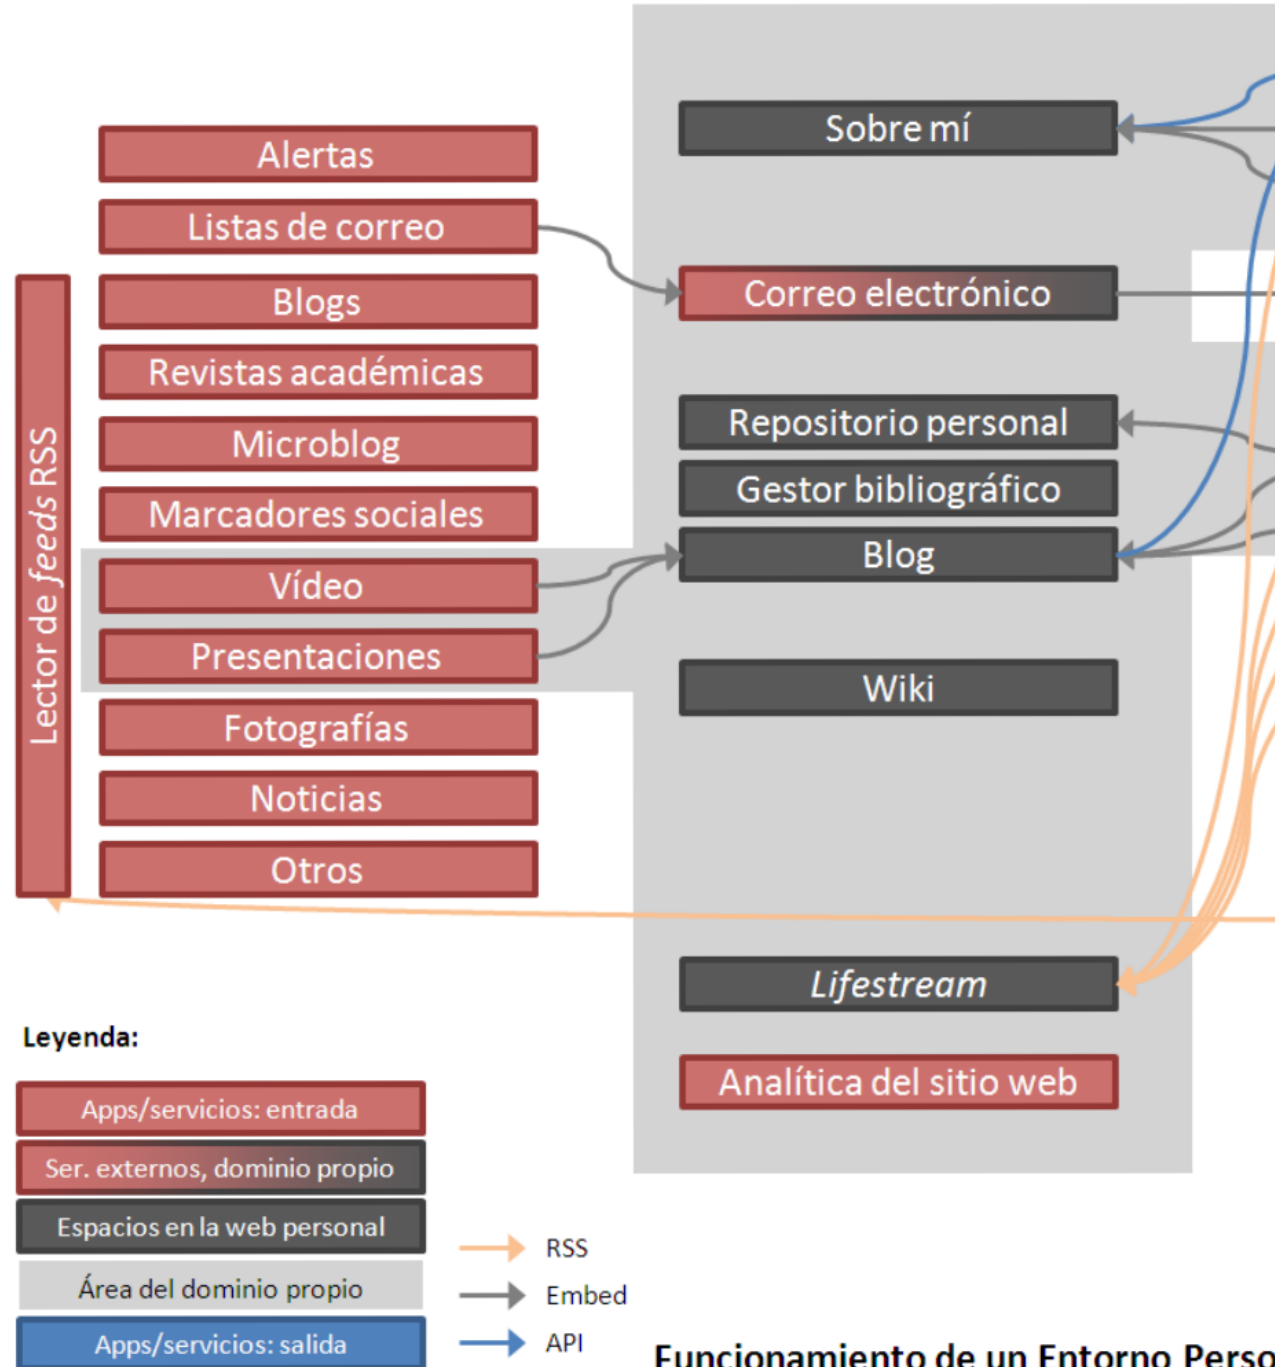 Alertas
Listas de correo
Blogs
Revistas académicas
Microblog
Marcadores sociales
Vídeo
Presentaciones
Fotografías
Noticias
Otros
Lector de feeds RSS
Sobre mí
Correo electrónico
Repositorio personal
Gestor bibliográfico
Blog
Wiki
Lifestream
Analítica del sitio web
Leyenda:
Apps/servicios: entrada
Ser. externos, dominio propio
Espacios en la web personal
Área del dominio propio
Apps/servicios: salida
RSS
Embed
API
Funcionamiento de un Entorno Perso